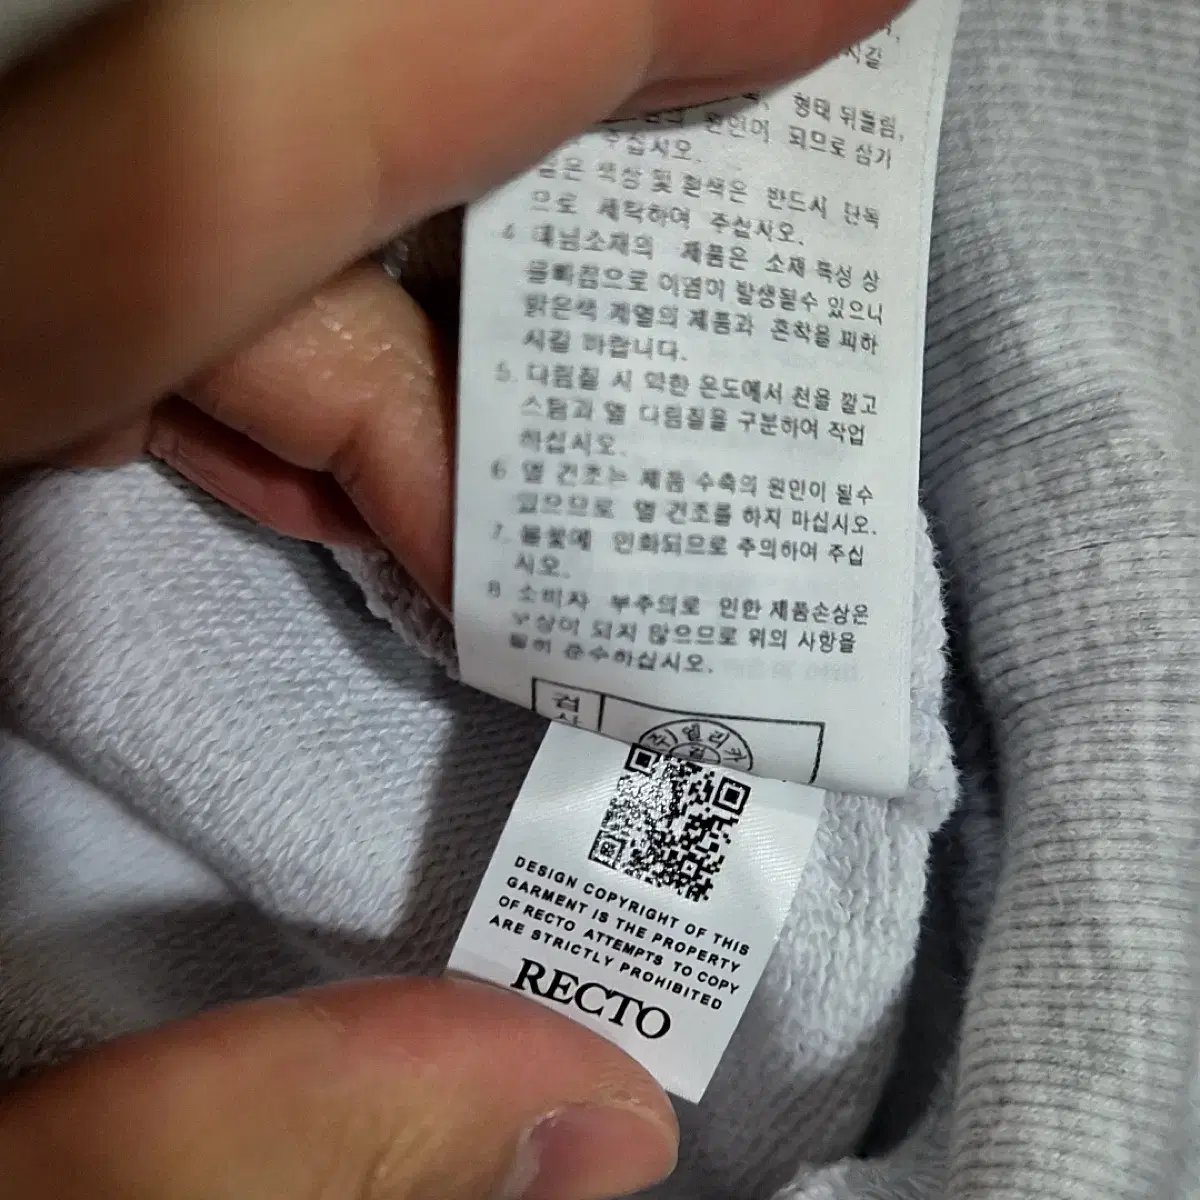 시길
형태 뒤틀림,
원인이 되므로 삼가
주십시오.
짙은 색상 및 흰색은 반드시 단독
으로 세탁하여 주십시오.
4 데님소재의 제품은 소재 특성 상
물빠짐으로 이염이 발생될수 있으니
밝은색 계열의 제품과 혼착을 피하
시길 바랍니다.
5. 다림질 시 약한 온도에서 천을 깔고
스팀과 열 다림질을 구분하여 작업
하십시오.
6 열 건조는 제품 수축의 원인이 될수
있으므로 열 건조를 하지 마십시오.
7. 불꽃에 인화되므로 주의하여 주십
시오.
8 소비자 부주의로 인한 제품손상은
보상이 되지 않으므로 위의 사항을
필히 준수하십시오.
검
DESIGN COPYRIGHT OF THIS
GARMENT IS THE PROPERTY
OF RECTO ATTEMPTS TO COPY
ARE STRICTLY PROHIBITED
RECTO